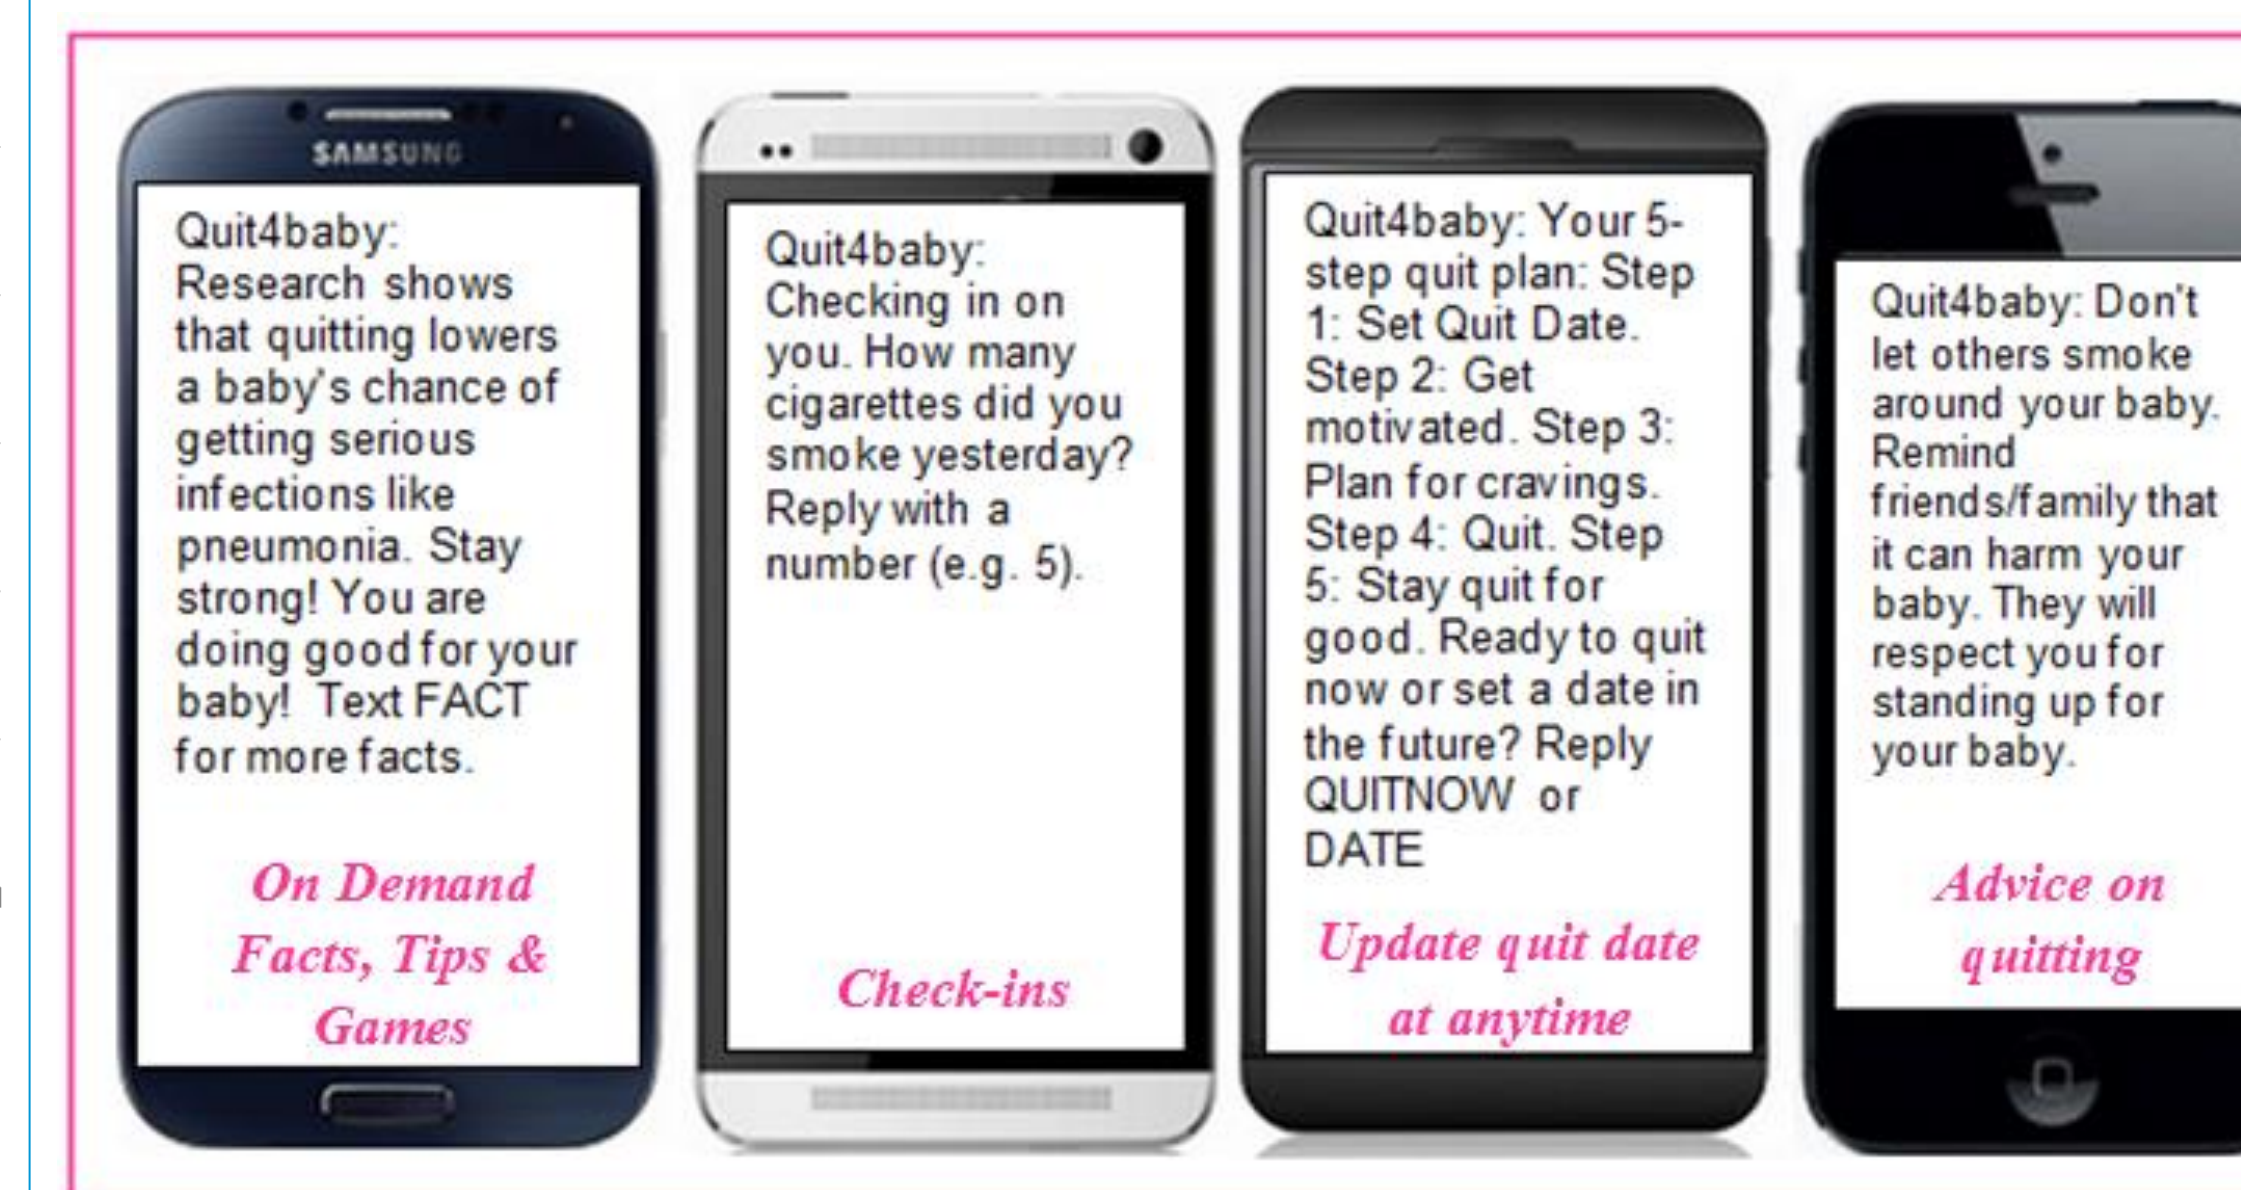 SAMSUNG
Quit4baby:
Research shows
that quitting lowers
a baby's chance of
getting serious
infections like
pneumonia. Stay
strong! You are
doing good for your
baby! Text FACT
for more facts.
On Demand
Facts, Tips &
Games
Quit4baby:
Checking in on
you. How many
cigarettes did you
smoke yesterday?
Reply with a
number (e.g. 5).
Check-ins
Quit4baby: Your 5-
step quit plan: Step
1: Set Quit Date.
Step 2: Get
motivated. Step 3:
Plan for cravings.
Step 4: Quit. Step
5: Stay quit for
good. Ready to quit
now or set a date in
the future? Reply
QUITNOW or
DATE
Update quit date
at anytime
Quit4baby: Don't
let others smoke
around your baby.
Remind
friends/family that
it can harm your
baby. They will
respect you for
standing up for
your baby.
Advice on
quitting